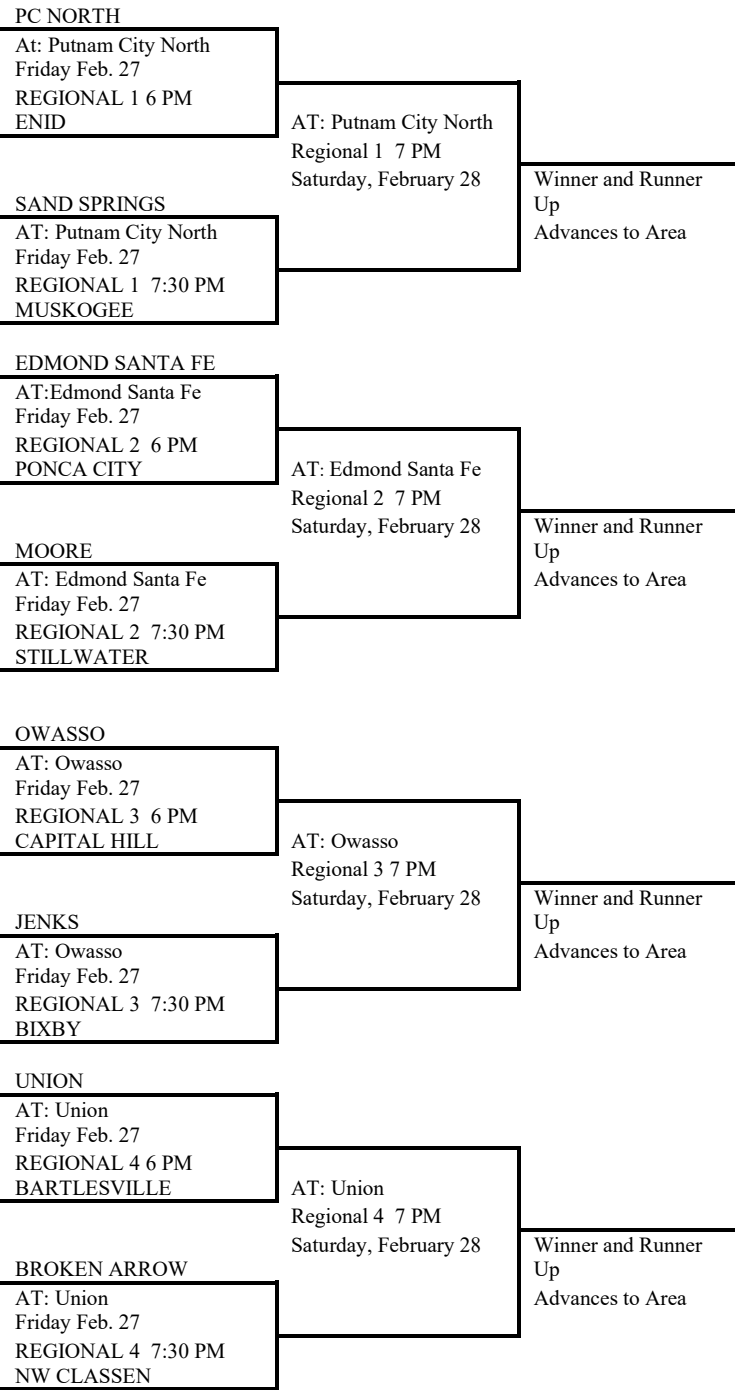 PC NORTH
At: Putnam City North
Friday Feb. 27
REGIONAL 1 6 PM
ENID
AT: Putnam City North
Regional 1 7 PM
Saturday, February 28
Winner and Runner
Up
Advances to Area
SAND SPRINGS
AT: Putnam City North
Friday Feb. 27
REGIONAL 1 7:30 PM
MUSKOGEE
EDMOND SANTA FE
AT:Edmond Santa Fe
Friday Feb. 27
REGIONAL 2 6 PM
PONCA CITY
AT: Edmond Santa Fe
Regional 2 7 PM
Saturday, February 28
Winner and Runner
Up
Advances to Area
MOORE
AT: Edmond Santa Fe
Friday Feb. 27
REGIONAL 2 7:30 PM
STILLWATER
OWASSO
AT: Owasso
Friday Feb. 27
REGIONAL 3 6 PM
CAPITAL HILL
AT: Owasso
Regional 3 7 PM
Saturday, February 28
Winner and Runner
Up
Advances to Area
JENKS
AT: Owasso
Friday Feb. 27
REGIONAL 3 7:30 PM
BIXBY
UNION
AT: Union
Friday Feb. 27
REGIONAL 4 6 PM
BARTLESVILLE
AT: Union
Regional 4 7 PM
Saturday, February 28
Winner and Runner
Up
Advances to Area
BROKEN ARROW
AT: Union
Friday Feb. 27
REGIONAL 4 7:30 PM
NW CLASSEN